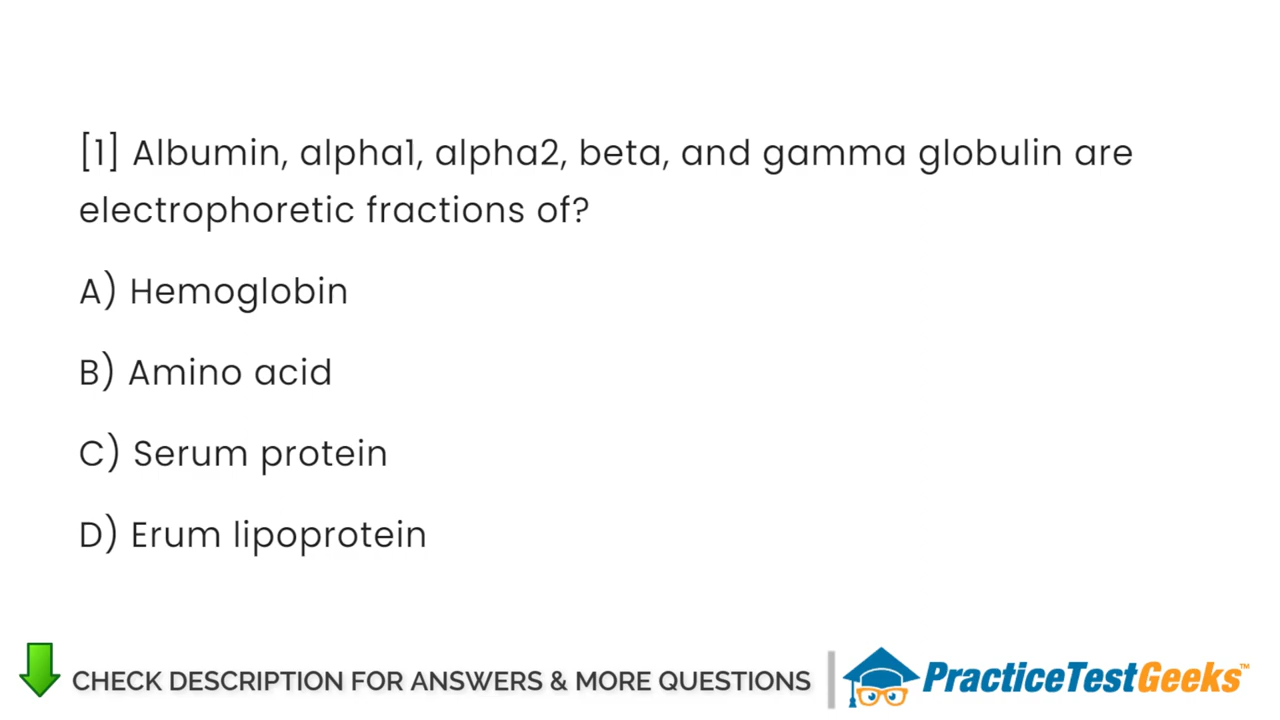 [1] Albumin, alpha1, alpha2, beta, and gamma globulin are
electrophoretic fractions of?
A) Hemoglobin
B) Amino acid
C) Serum protein
D) Erum lipoprotein
CHECK DESCRIPTION FOR ANSWERS & MORE QUESTIONS
PracticeTestGeeks™